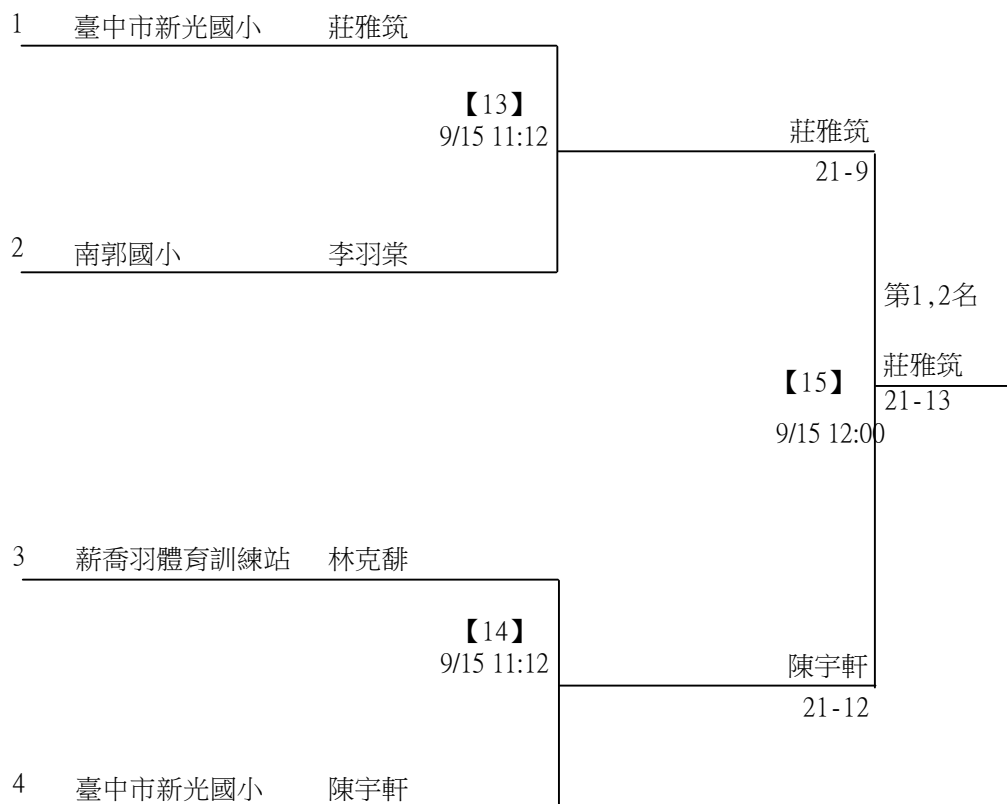 1 臺中市新光國小 莊雅筑
【13】
9/15 11:12
莊雅筑
21-9
2 南郭國小 李羽棠
第1,2名
莊雅筑
【15】
21-13
9/15 12:00
3 薪喬羽體育訓練站 林克馡
【14】
9/15 11:12
陳宇軒
21-12
4 臺中市新光國小 陳宇軒